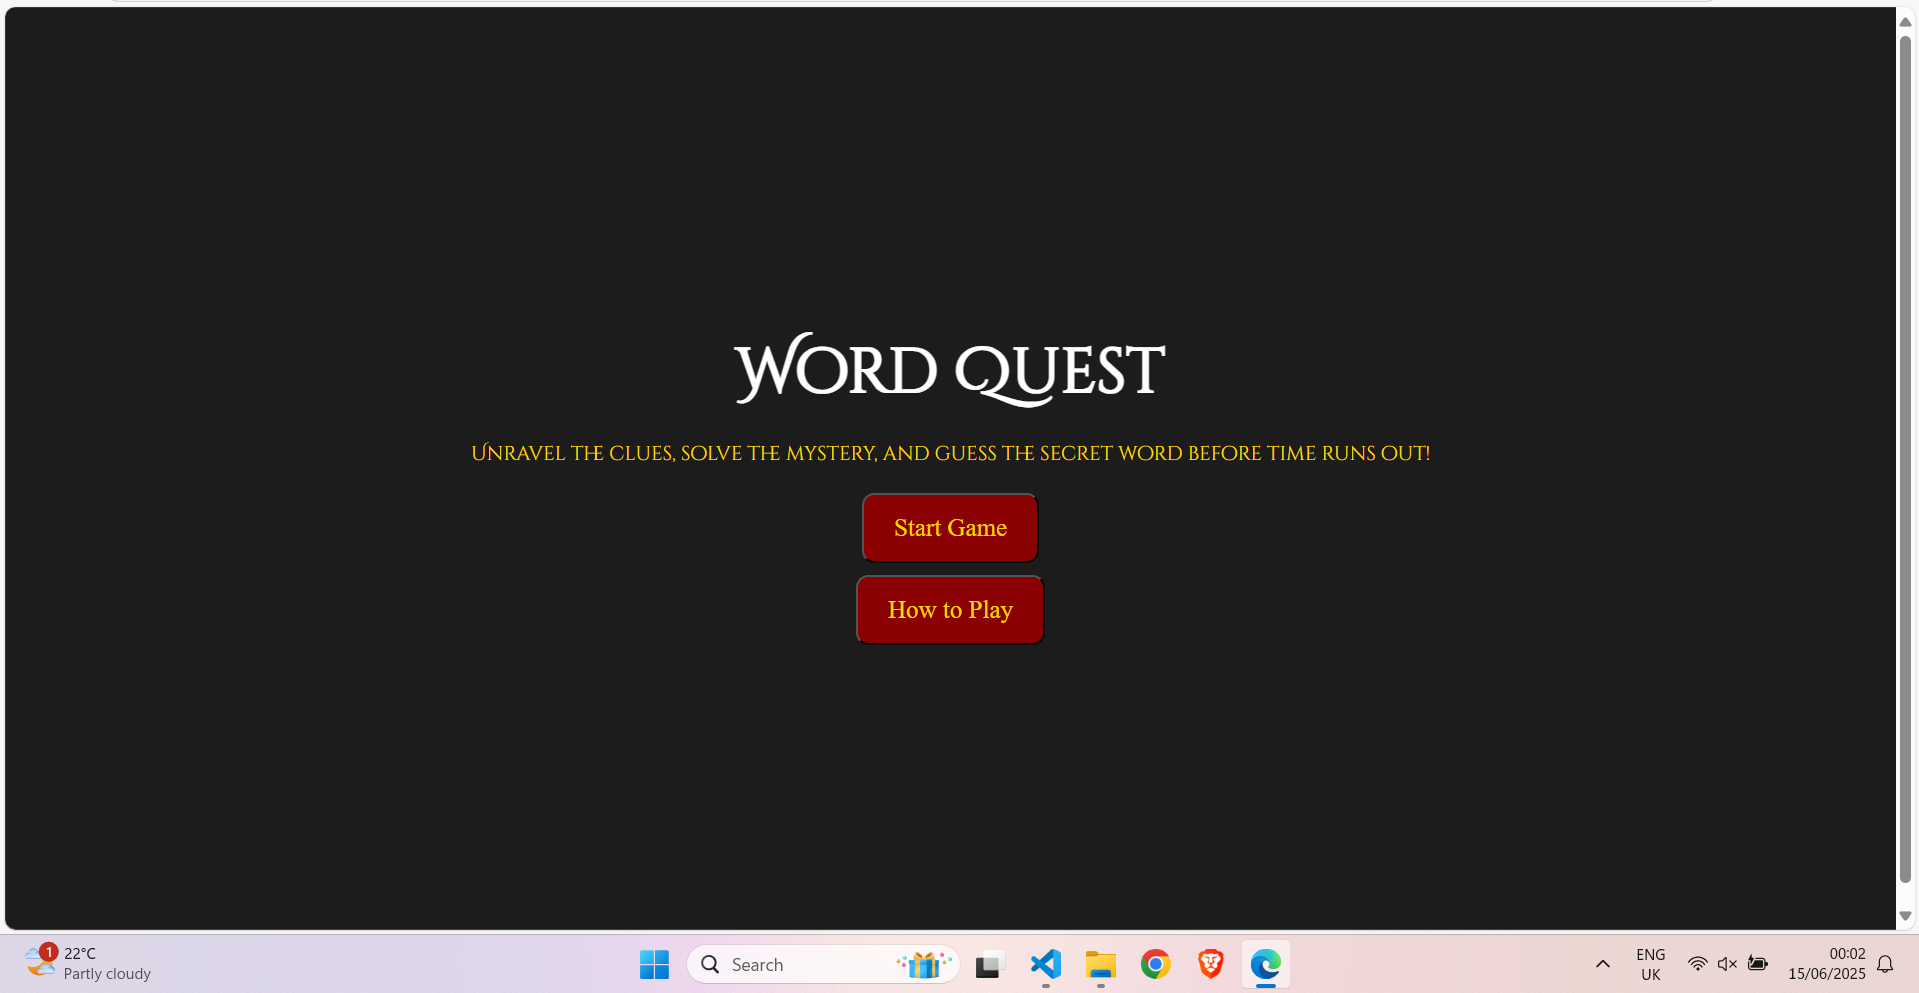 Word Quest
Unravel the clues, solve the mystery, and guess the secret word before time runs out!
Start Game
How to Play
1
22°C
Partly cloudy
Search
ENG
UK
00:02
15/06/2025